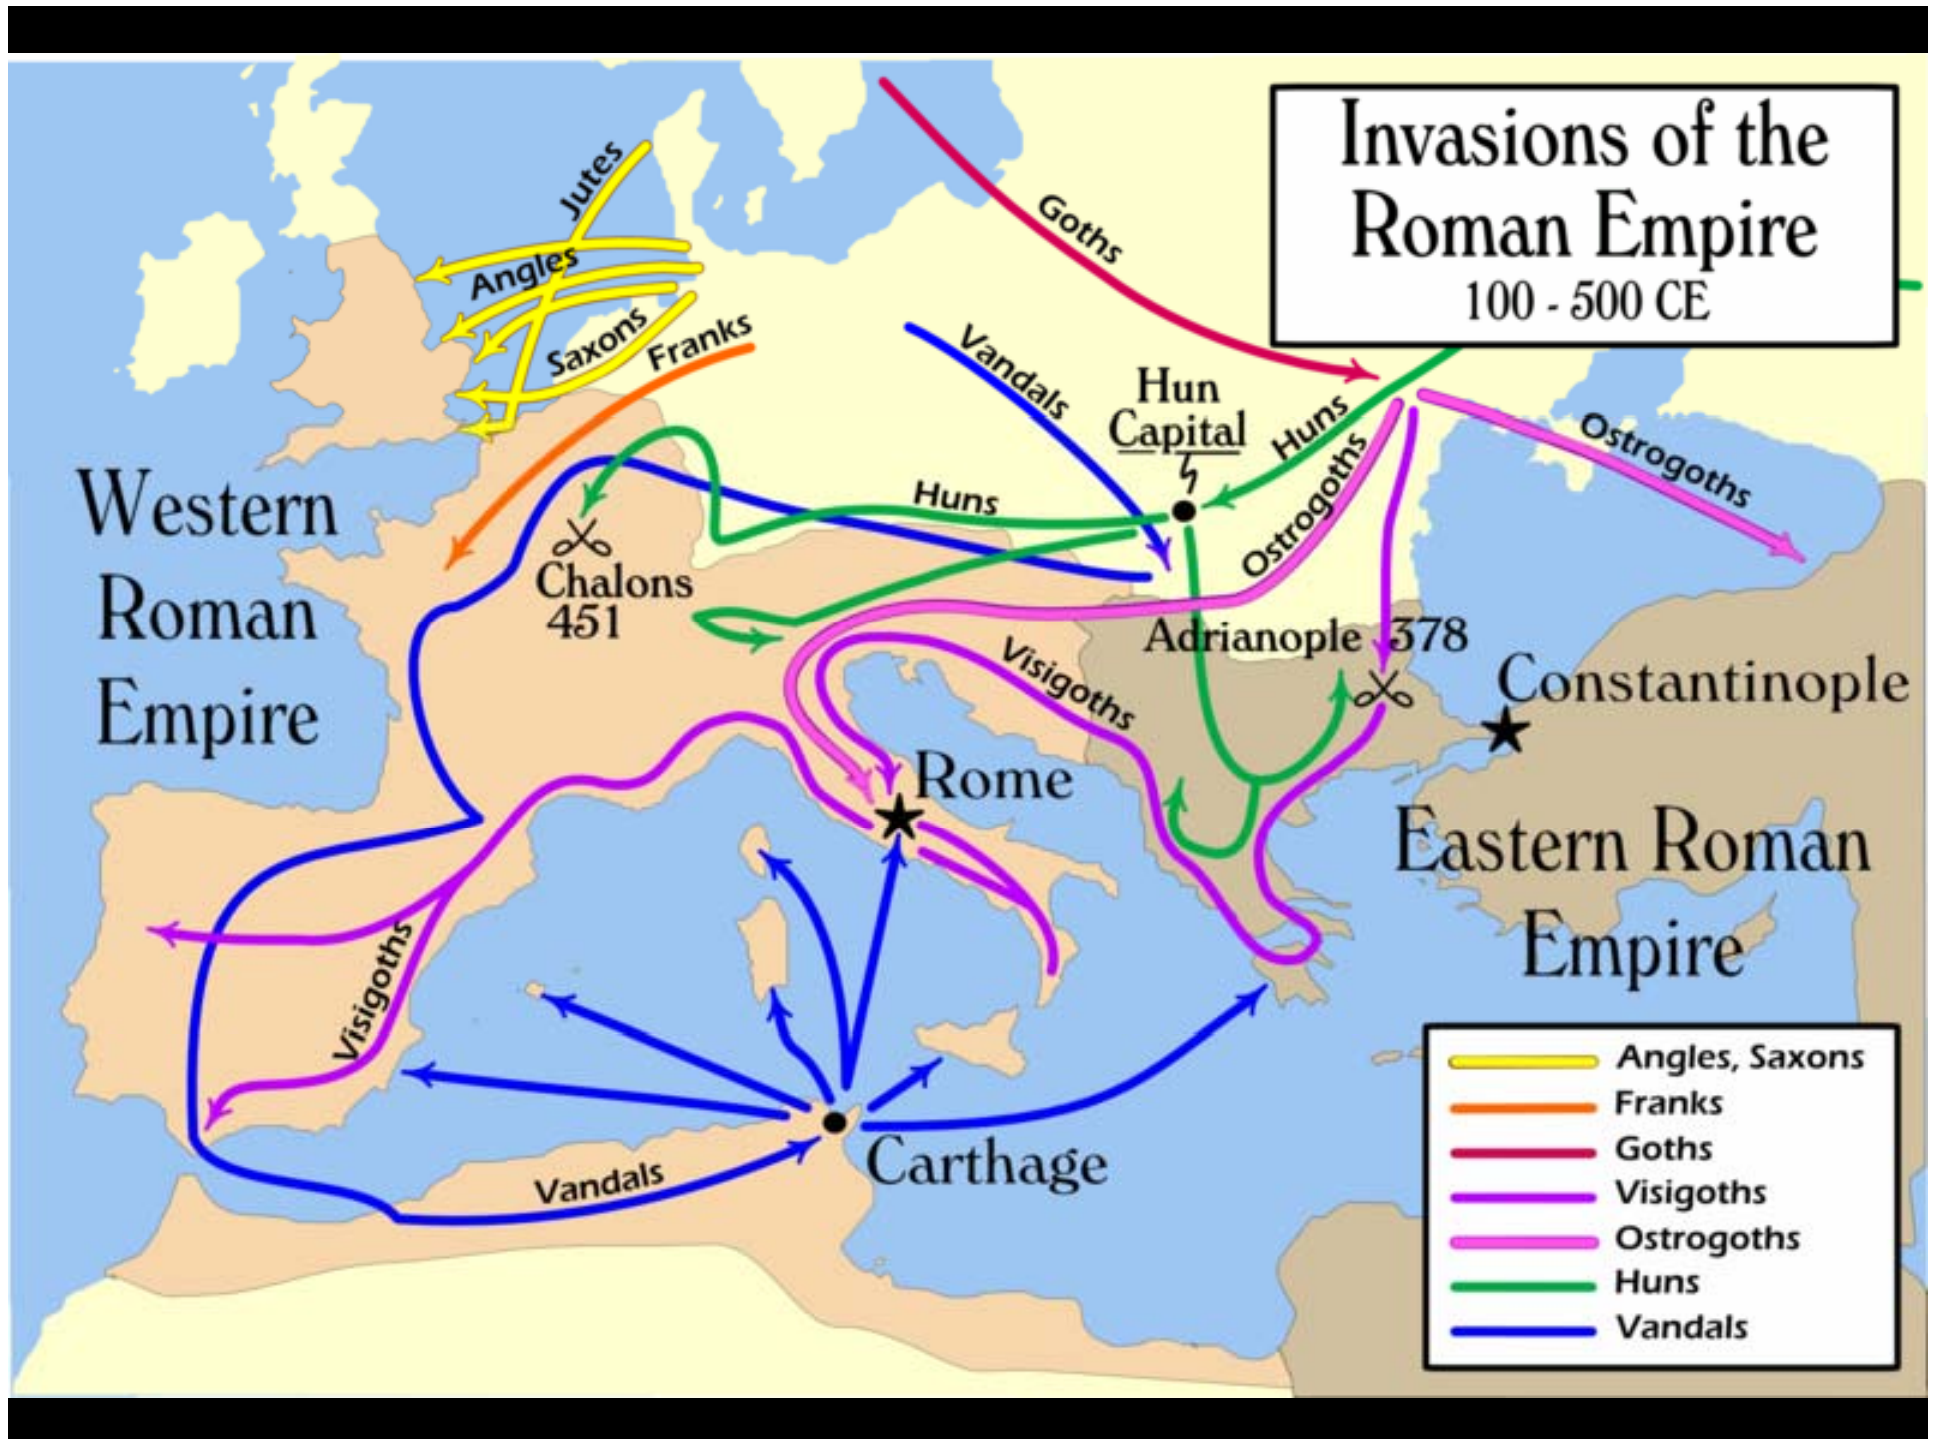 Invasions of the
Roman Empire
100 - 500 CE
Jutes
Angles
Saxons
Franks
Goths
Vandals
Hun
Capital
Huns
Ostrogoths
Ostrogoths
Huns
Western
Roman
Empire
Chalons
451
Adrianople 378
Visigoths
Constantinople
Rome
Eastern Roman
Empire
Visigoths
Vandals
Carthage
Angles, Saxons
Franks
Goths
Visigoths
Ostrogoths
Huns
Vandals